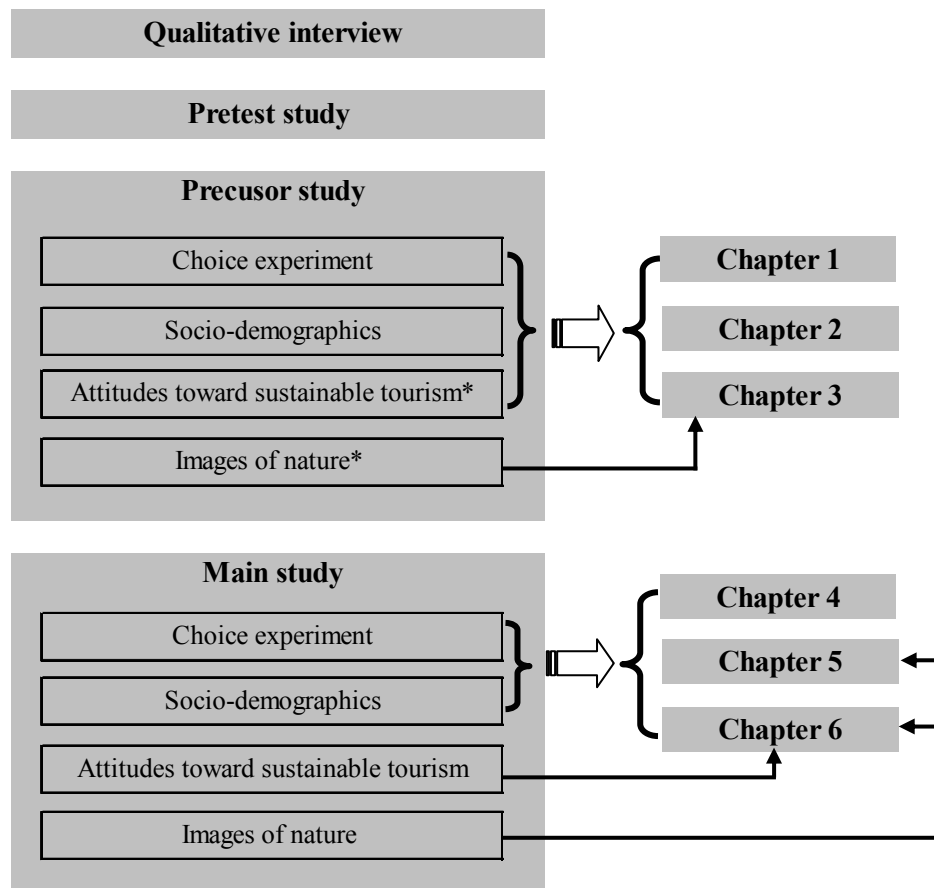 Qualitative interview
Pretest study
Precusor study
Choice experiment
Socio-demographics
Attitudes toward sustainable tourism*
Images of nature*
Chapter 1
Chapter 2
Chapter 3
Main study
Choice experiment
Socio-demographics
Attitudes toward sustainable tourism
Images of nature
Chapter 4
Chapter 5
Chapter 6